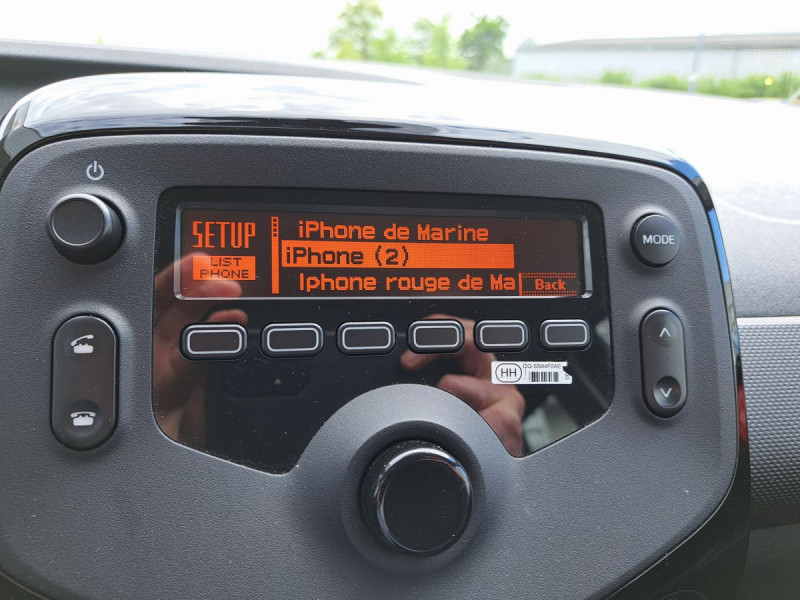 SETUP
LIST
PHONE
iPhone de Marine
iPhone (2)
Iphone rouge de Ma
Back
MODE
HH